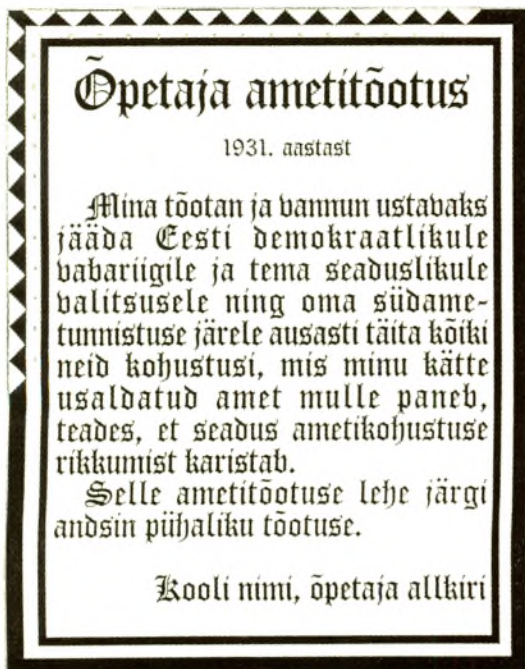 Õpetaja ametitõotus
1931. aastast
Mina tõotan ja vannun ustavaks
jääda Eesti demokraatlikule
vabariigile ja tema seaduslikule
valitsusele ning oma südame-
tunnistuse järele ausasti täita kõiki
neid kohustusi, mis minu kätte
usaldatud amet mulle paneb,
teades, et seadus ametikohustuse
rikkumist karistab.
Selle ametitõotuse lehe järgi
andsin pühaliku tõotuse.
Kooli nimi, õpetaja allkiri